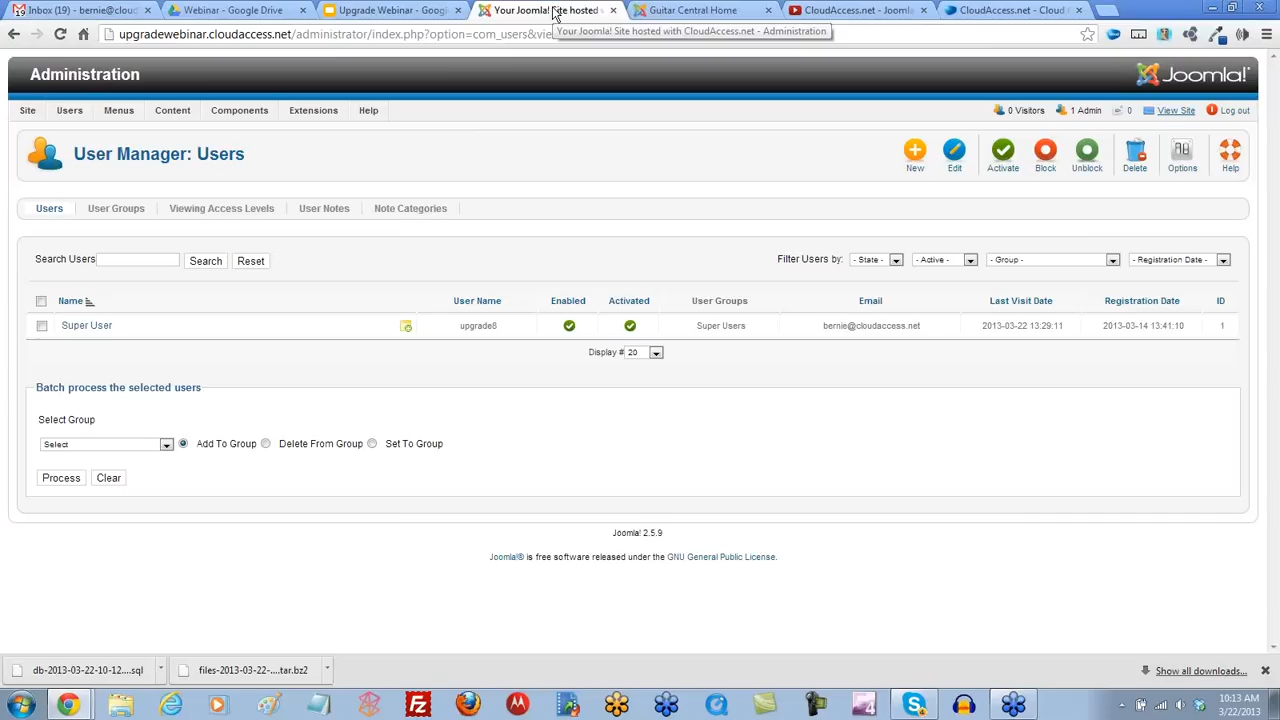 Inbox (19) - bernie@cloud
Webinar - Google Drive
Upgrade Webinar - Goog
Your Joomla! Site hosted
Guitar Central Home
CloudAccess.net - Joomla
CloudAccess.net - Cloud
upgradewebinar.cloudaccess.net/administrator/index.php?option=com_users&vie
Your Joomla! Site hosted with CloudAccess.net - Administration
Administration
Joomla!
Site Users Menus Content Components Extensions Help
0 Visitors 1 Admin 0 View Site Log out
User Manager: Users
New Edit Activate Block Unblock Delete Options Help
Users User Groups Viewing Access Levels User Notes Note Categories
Search Users Search Reset
Filter Users by: - State - - Active - - Group - - Registration Date -
Name User Name Enabled Activated User Groups Email Last Visit Date Registration Date ID
Super User upgrade8 Super Users bernie@cloudaccess.net 2013-03-22 13:29:11 2013-03-14 13:41:10 1
Display # 20
Batch process the selected users
Select Group
Select Add To Group Delete From Group Set To Group
Process Clear
Joomla! 2.5.9
Joomla!® is free software released under the GNU General Public License.
db-2013-03-22-10-12....sql
files-2013-03-22-....tar.bz2
Show all downloads...
10:13 AM
3/22/2013